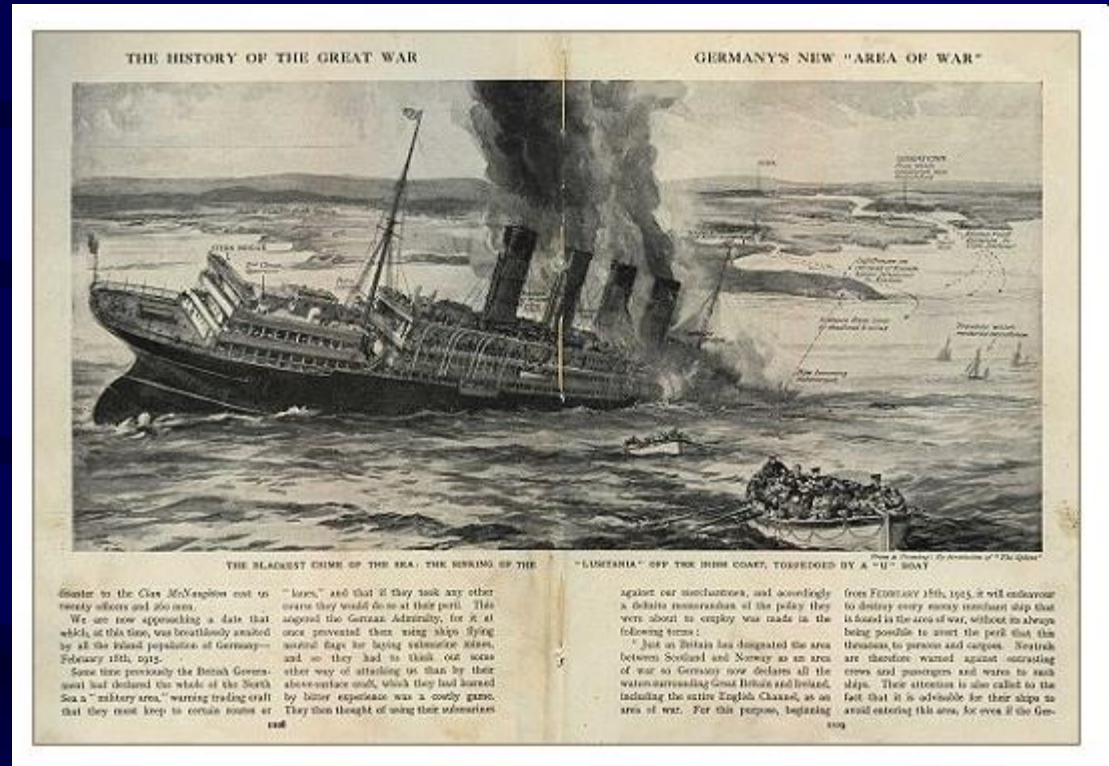 THE HISTORY OF THE GREAT WAR
GERMANY'S NEW "AREA OF WAR"
STERN BRIDGE
THE BLACKEST CRIME OF THE SEA: THE SINKING OF THE "LUSITANIA" OFF THE IRISH COAST, TORPEDOED BY A "U" BOAT
disaster to the Clan McNaughton cost us
twenty officers and 260 men.
We are now approaching a date that
which, at this time, was breathlessly awaited
by all the inland population of Germany—
February 18th, 1915.
Some time previously the British Govern-
ment had declared the whole of the North
Sea a "military area," warning trading craft
that they must keep to certain routes or
1108
"lanes," and that if they took any other
course they would do so at their peril. This
angered the German Admiralty, for it at
once prevented them using ships flying
neutral flags for laying submarine mines,
and so they had to think out some
other way of attacking us than by their
above-surface craft, which they had learned
by bitter experience was a costly game.
They then thought of using their submarines
against our merchantmen, and accordingly
a definite memorandum of the policy they
were about to employ was made in the
following terms:
"Just as Britain has designated the area
between Scotland and Norway as an area
of war so Germany now declares all the
waters surrounding Great Britain and Ireland,
including the entire English Channel, as an
area of war. For this purpose, beginning
1109
from FEBRUARY 18th, 1915, it will endeavour
to destroy every enemy merchant ship that
is found in the area of war, without its always
being possible to avert the peril that this
threatens, to persons and cargoes. Neutrals
are therefore warned against entrusting
crews and passengers and wares to such
ships. Their attention is also called to the
fact that it is advisable for their ships to
avoid entering this area, for even if the Ger-